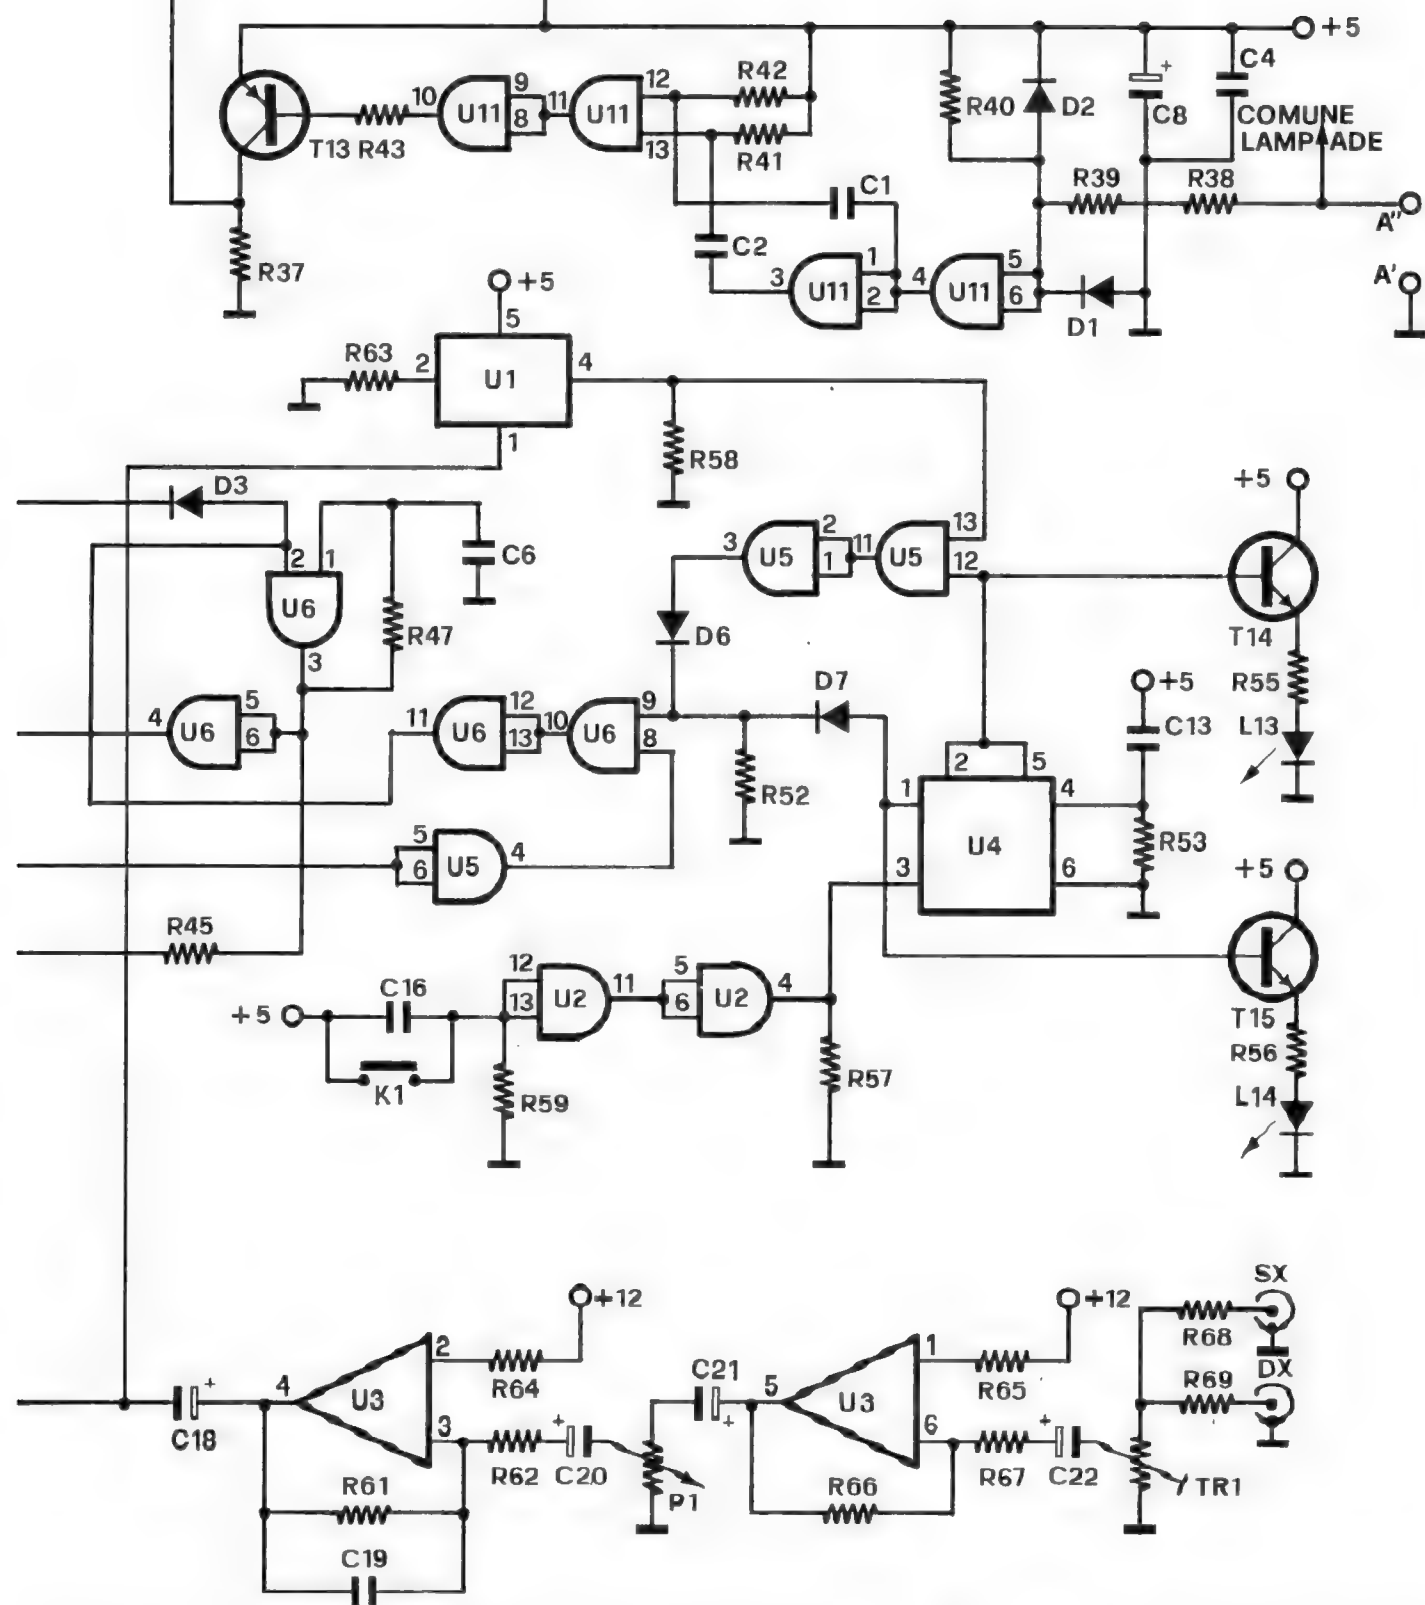 +5
C4
R42
12
9
10
U11
8
11
U11
R40
D2
+
C8
COMUNE
LAMPADE
T13
R43
13
R41
R39
R38
C1
A"
C2
R37
1
3
U11
2
4
5
U11
6
A'
D1
+5
5
R63
2
U1
4
1
R58
D3
+5
13
2
3
U5
1
11
U5
12
C6
2
1
U6
R47
D6
T14
3
R55
D7
+5
5
4
U6
6
12
11
U6
13
10
U6
9
8
L13
C13
2
5
R52
1
4
U4
R53
3
6
5
U5
4
6
+5
R45
12
C16
11
5
4
+5
13
U2
U2
6
T15
R56
K1
R59
R57
L14
SX
+12
+12
R68
2
1
DX
R64
C21
R65
R69
4
U3
5
U3
+
C18
3
+
6
+
+
R62
C20
R67
C22
P1
TR1
R61
R66
C19